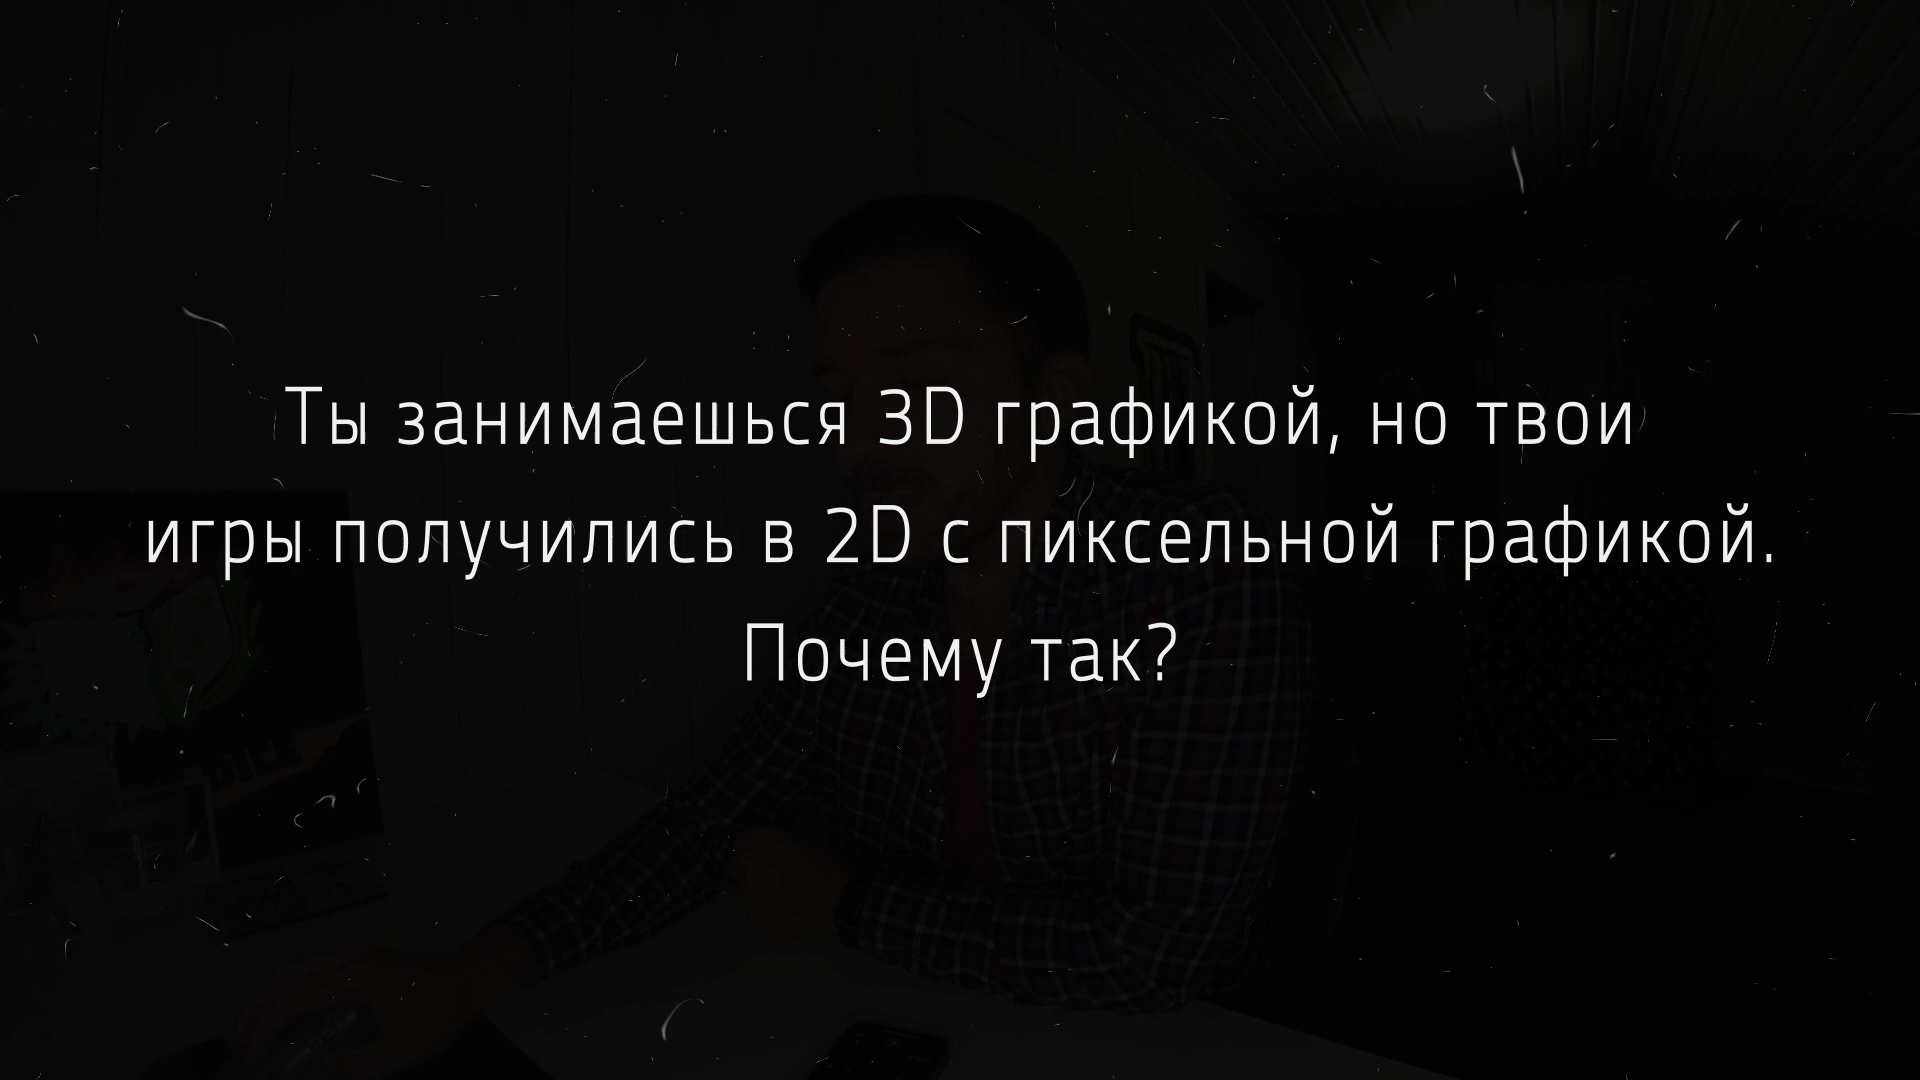 Ты занимаешься 3D графикой, но твои
игры получились в 2D с пиксельной графикой.
Почему так?